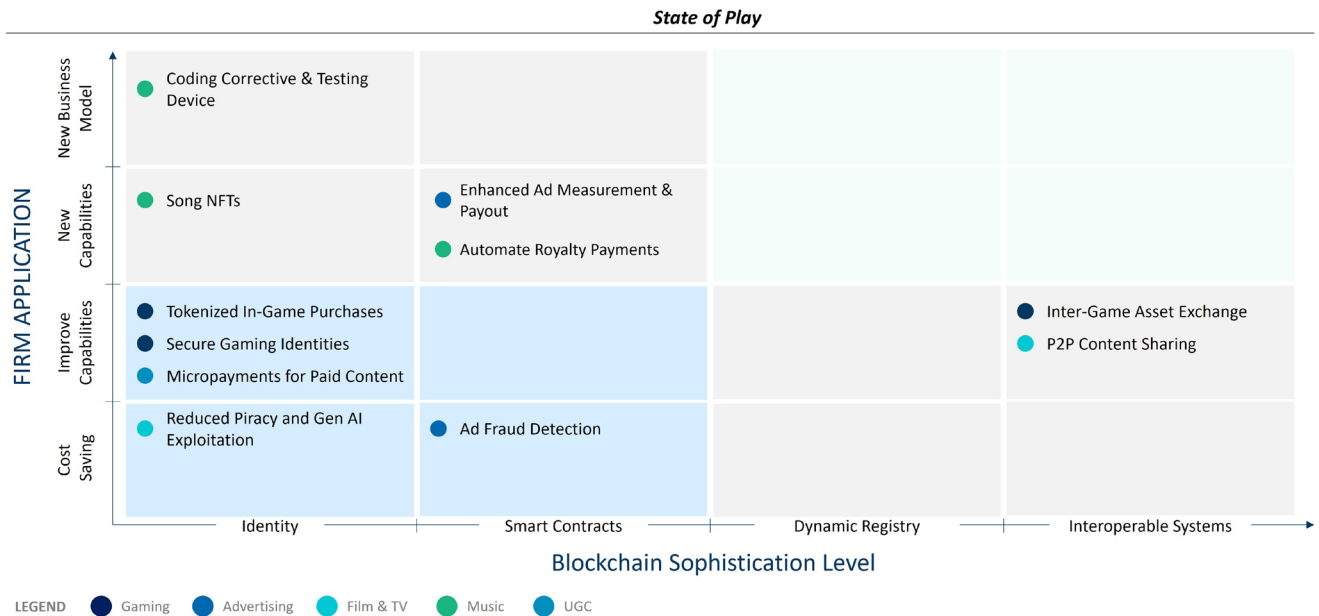 State of Play
FIRM APPLICATION
New Business
Model
Coding Corrective & Testing
Device
New
Capabilities
Song NFTs
Enhanced Ad Measurement &
Payout
Automate Royalty Payments
Improve
Capabilities
Tokenized In-Game Purchases
Secure Gaming Identities
Micropayments for Paid Content
Inter-Game Asset Exchange
P2P Content Sharing
Cost
Saving
Reduced Piracy and Gen AI
Exploitation
Ad Fraud Detection
Identity
Smart Contracts
Dynamic Registry
Interoperable Systems
Blockchain Sophistication Level
LEGEND Gaming Advertising Film & TV Music UGC